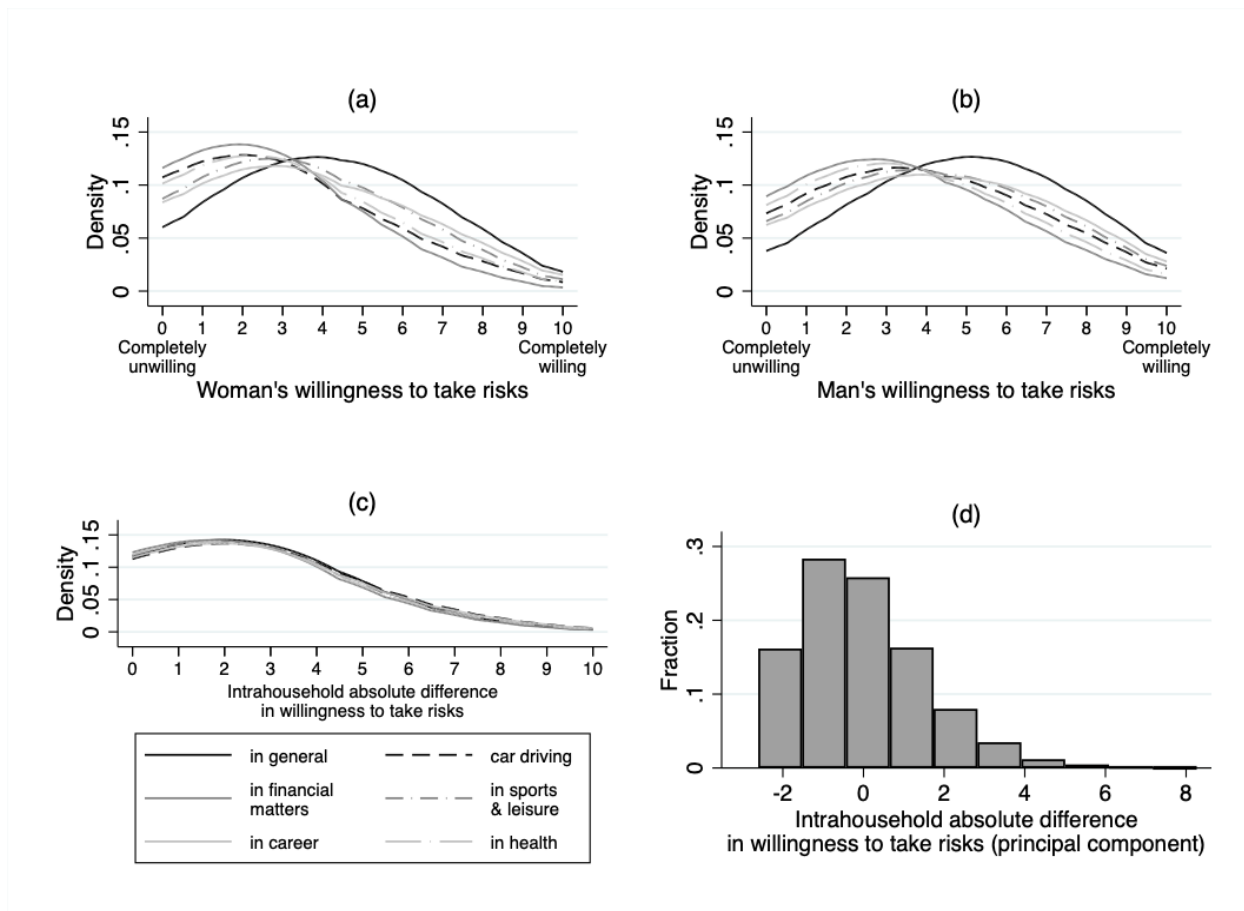 (a)
.15
.1
.05
0
Density
0 1 2 3 4 5 6 7 8 9 10
Completely unwilling
Completely willing
Woman's willingness to take risks
(b)
.15
.1
.05
0
Density
0 1 2 3 4 5 6 7 8 9 10
Completely unwilling
Completely willing
Man's willingness to take risks
(c)
.15
.1
.05
0
Density
0 1 2 3 4 5 6 7 8 9 10
Intrahousehold absolute difference
in willingness to take risks
in general
car driving
in financial
matters
in sports
& leisure
in career
in health
(d)
.3
.2
.1
0
Fraction
-2 0 2 4 6 8
Intrahousehold absolute difference
in willingness to take risks (principal component)